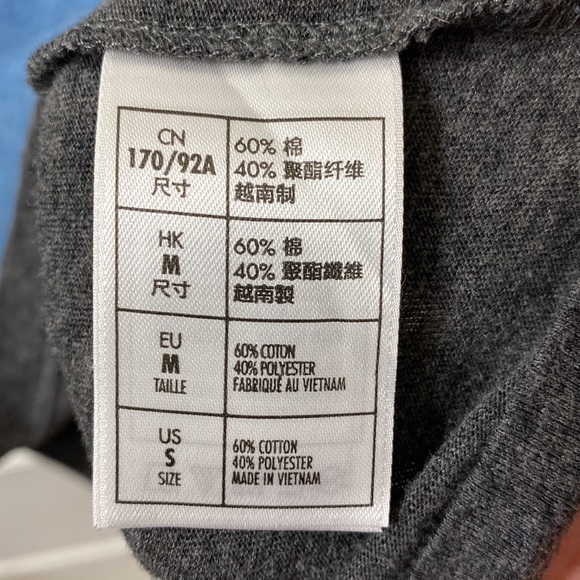 CN
170/92A
尺寸
60% 棉
40% 聚酯纤维
越南制
HK
M
尺寸
60% 棉
40% 聚酯纖維
越南製
EU
M
TAILLE
60% COTON
40% POLYESTER
FABRIQUÉ AU VIETNAM
US
S
SIZE
60% COTTON
40% POLYESTER
MADE IN VIETNAM